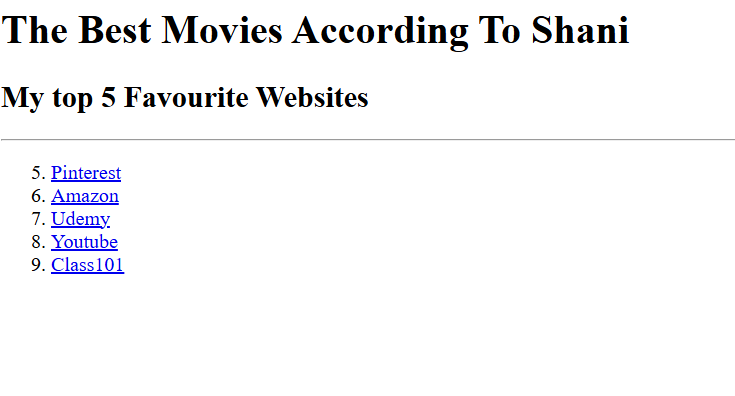 The Best Movies According To Shani
My top 5 Favourite Websites
5. Pinterest
6. Amazon
7. Udemy
8. Youtube
9. Class101